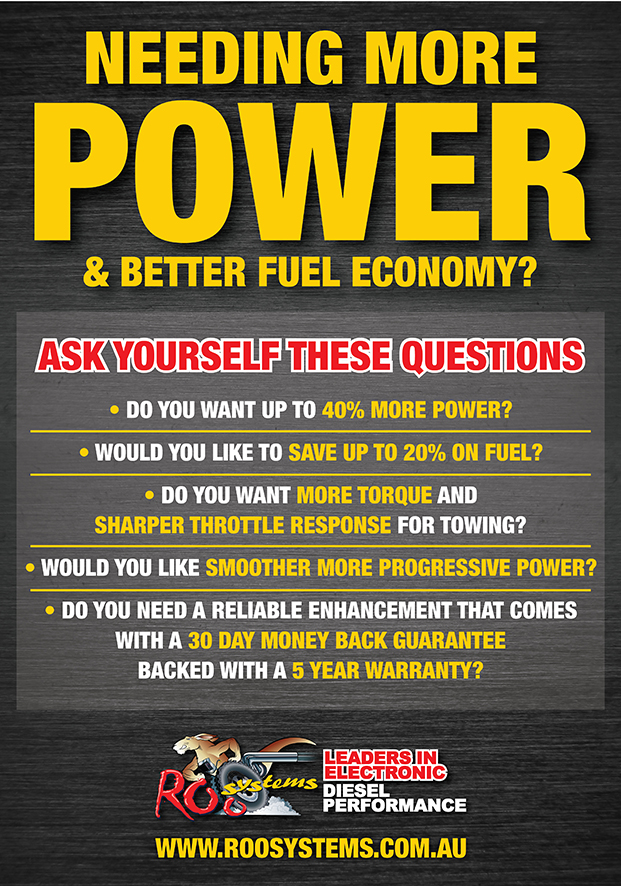 NEEDING MORE
POWER
& BETTER FUEL ECONOMY?
ASK YOURSELF THESE QUESTIONS
• DO YOU WANT UP TO 40% MORE POWER?
• WOULD YOU LIKE TO SAVE UP TO 20% ON FUEL?
• DO YOU WANT MORE TORQUE AND
SHARPER THROTTLE RESPONSE FOR TOWING?
• WOULD YOU LIKE SMOOTHER MORE PROGRESSIVE POWER?
• DO YOU NEED A RELIABLE ENHANCEMENT THAT COMES
WITH A 30 DAY MONEY BACK GUARANTEE
BACKED WITH A 5 YEAR WARRANTY?
ROO systems
LEADERS IN
ELECTRONIC
DIESEL
PERFORMANCE
WWW.ROOSYSTEMS.COM.AU